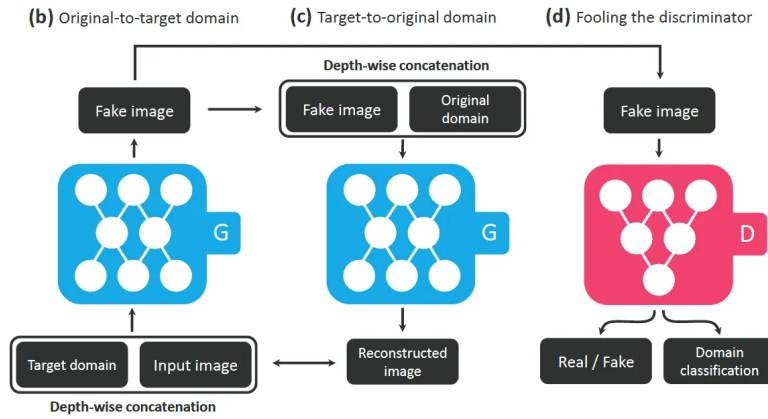 (b) Original-to-target domain
(c) Target-to-original domain
(d) Fooling the discriminator
Depth-wise concatenation
Fake image
Fake image
Original
domain
Fake image
G
G
D
Target domain
Input image
Depth-wise concatenation
Reconstructed
image
Real / Fake
Domain
classification